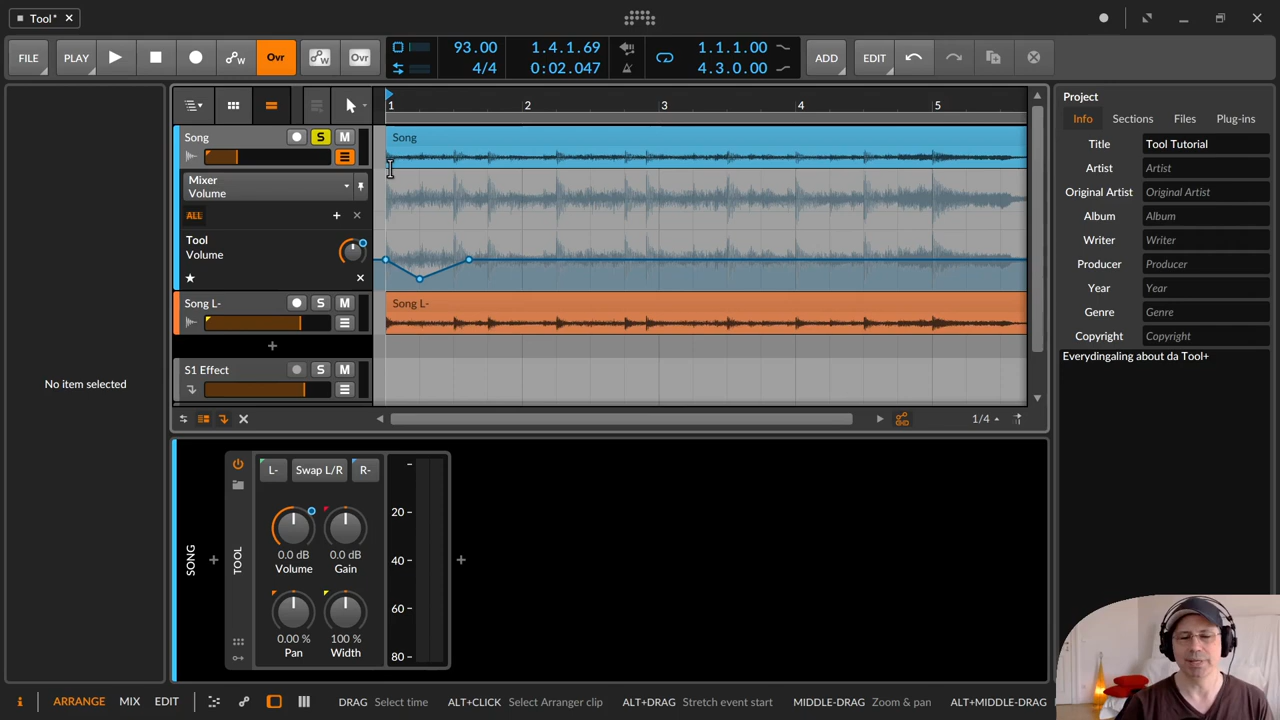 Tool*
FILE
PLAY
Ovr
Ovr
93.00
4/4
1.4.1.69
0:02.047
1.1.1.00
4.3.0.00
ADD
EDIT
1
2
3
4
5
Song
S
M
Song
Mixer
Volume
ALL
Tool
Volume
Song L-
S
M
Song L-
S1 Effect
S
M
1/4
No item selected
SONG
TOOL
L-
Swap L/R
R-
0.0 dB
Volume
0.0 dB
Gain
0.00 %
Pan
100 %
Width
20
40
60
80
Project
Info
Sections
Files
Plug-ins
Title
Tool Tutorial
Artist
Artist
Original Artist
Original Artist
Album
Album
Writer
Writer
Producer
Producer
Year
Year
Genre
Genre
Copyright
Copyright
Everydingaling about da Tool+
i
ARRANGE
MIX
EDIT
DRAG Select time
ALT+CLICK Select Arranger clip
ALT+DRAG Stretch event start
MIDDLE-DRAG Zoom & pan
ALT+MIDDLE-DRAG